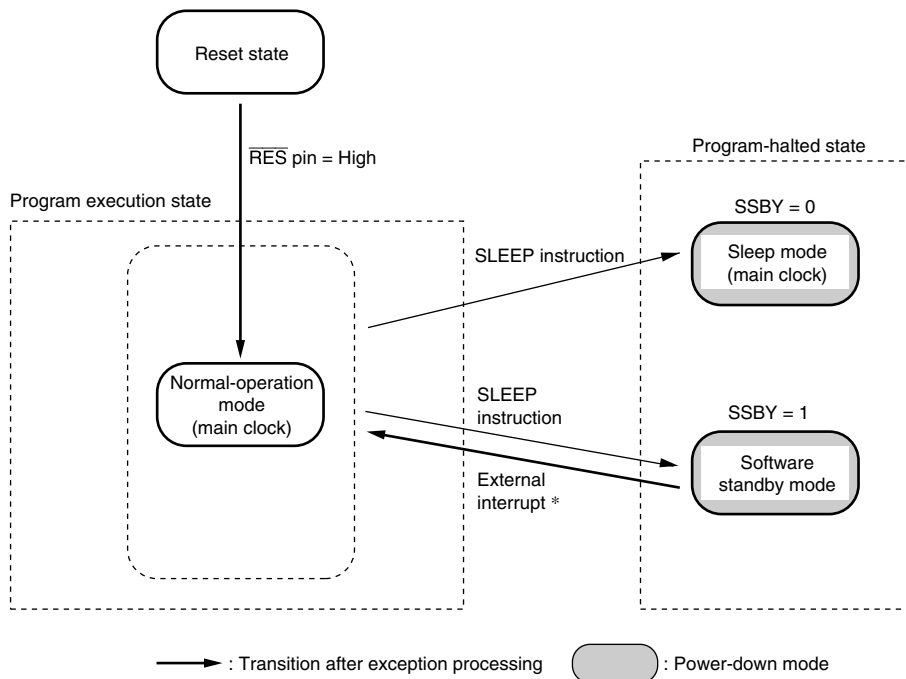 Reset state
RES pin = High
Program-halted state
Program execution state
SSBY = 0
Sleep mode
(main clock)
SLEEP instruction
Normal-operation
mode
(main clock)
SLEEP
instruction
SSBY = 1
Software
standby mode
External
interrupt *
: Transition after exception processing
: Power-down mode